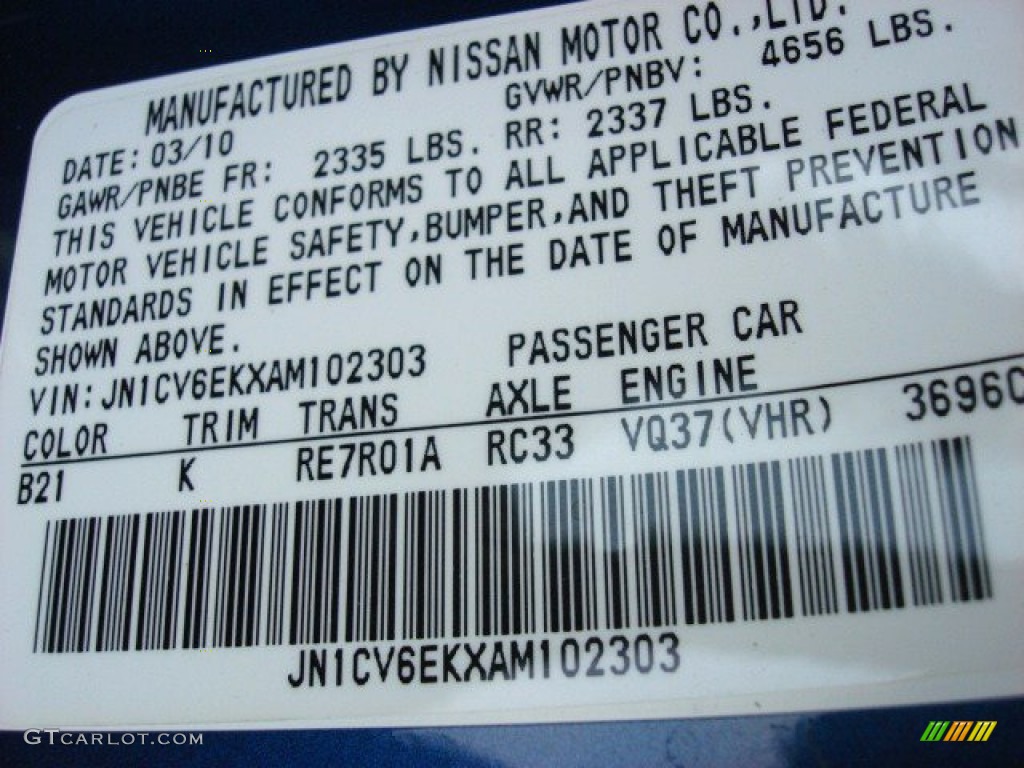 MANUFACTURED BY NISSAN MOTOR CO.,LTD.
DATE: 03/10 GVWR/PNBV: 4656 LBS.
GAWR/PNBE FR: 2335 LBS. RR: 2337 LBS.
THIS VEHICLE CONFORMS TO ALL APPLICABLE FEDERAL
MOTOR VEHICLE SAFETY,BUMPER,AND THEFT PREVENTION
STANDARDS IN EFFECT ON THE DATE OF MANUFACTURE
SHOWN ABOVE.
VIN: JN1CV6EKXAM102303 PASSENGER CAR
COLOR TRIM TRANS AXLE ENGINE
B21 K RE7R01A RC33 VQ37(VHR) 3696C
JN1CV6EKXAM102303
GTCARLOT.COM